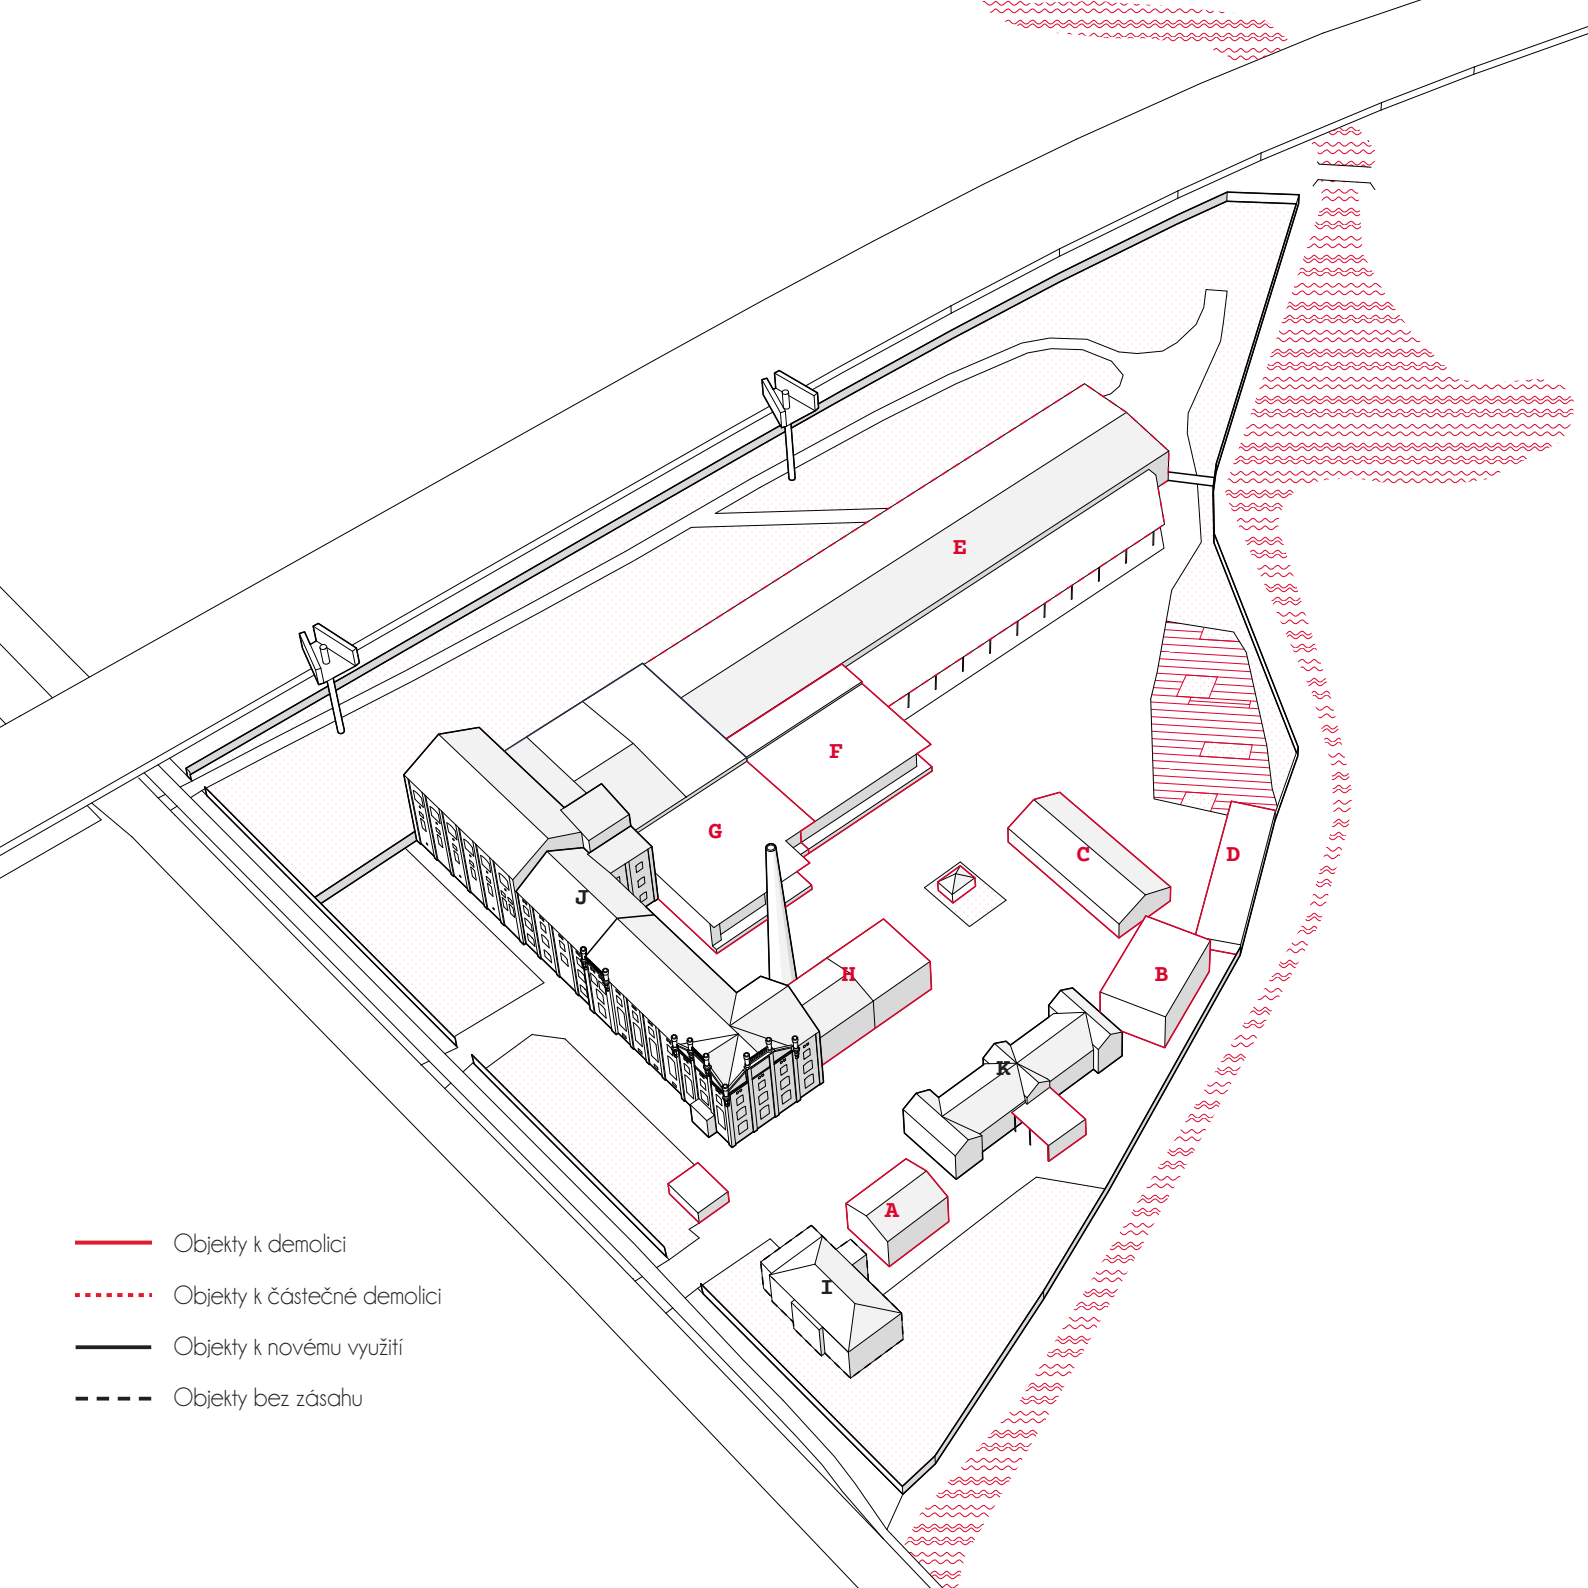 E
F
G
C
D
J
H
B
K
A
I
Objekty k demolici
Objekty k částečné demolici
Objekty k novému využití
Objekty bez zásahu